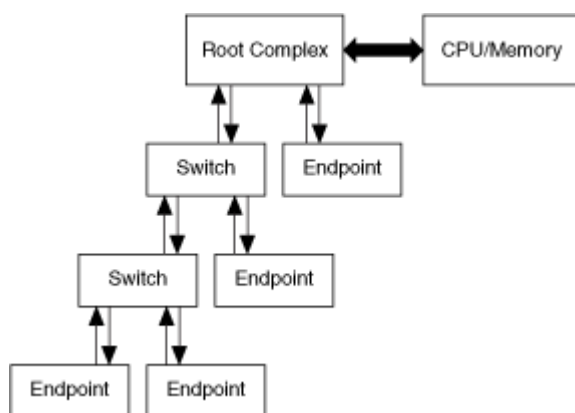 Root Complex
CPU/Memory
Switch
Endpoint
Switch
Endpoint
Endpoint
Endpoint